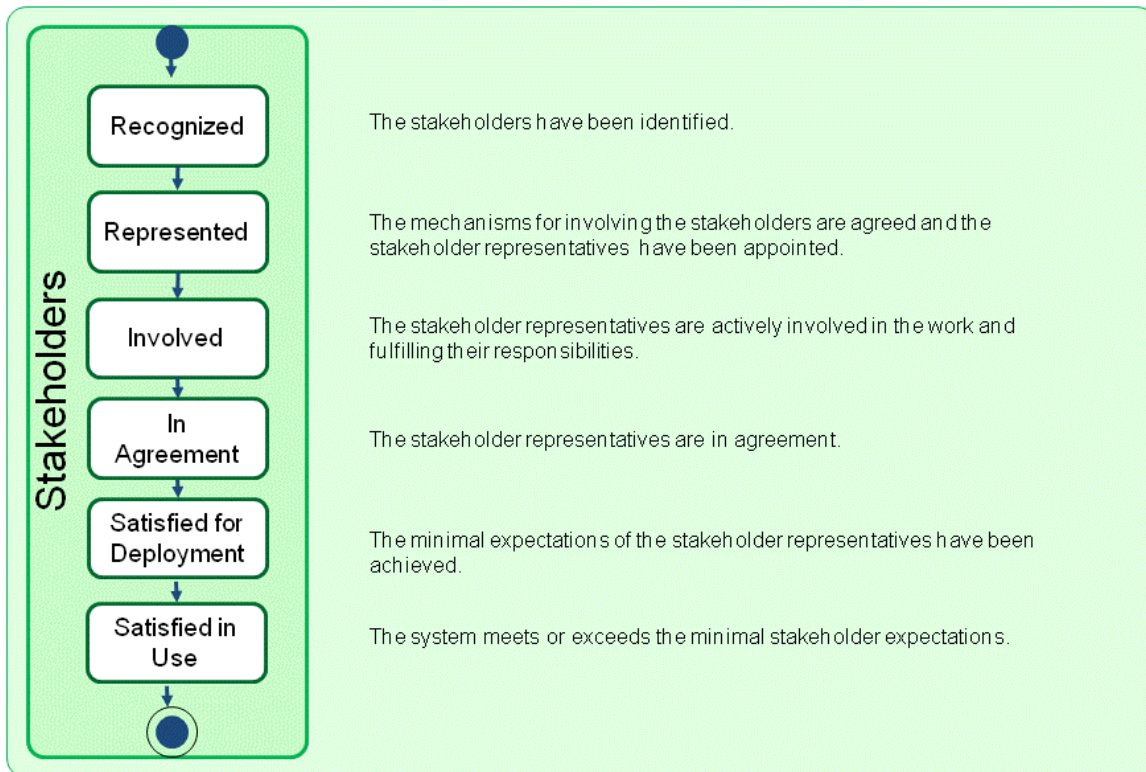 Stakeholders
Recognized
The stakeholders have been identified.
Represented
The mechanisms for involving the stakeholders are agreed and the
stakeholder representatives have been appointed.
Involved
The stakeholder representatives are actively involved in the work and
fulfilling their responsibilities.
In
Agreement
The stakeholder representatives are in agreement.
Satisfied for
Deployment
The minimal expectations of the stakeholder representatives have been
achieved.
Satisfied in
Use
The system meets or exceeds the minimal stakeholder expectations.